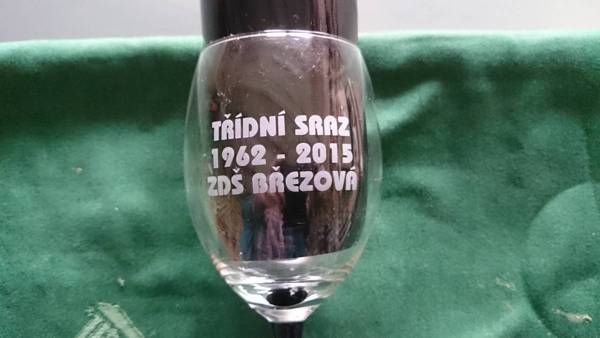 TŘÍDNÍ SRAZ
1962 - 2015
ZDŠ BŘEZOVÁ